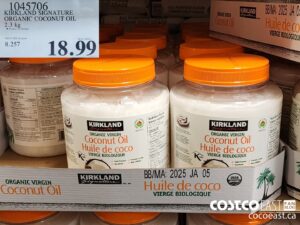 1045706
KIRKLAND SIGNATURE
ORGANIC COCONUT OIL
2.3 kg
8.257
18.99
BB/MA: 2025 JA 05
KIRKLAND
ORGANIC VIRGIN
Coconut Oil
Huile de coco
VIERGE BIOLOGIQUE
KIRKLAND
ORGANIC VIRGIN
Coconut Oil
Huile de coco
VIERGE BIOLOGIQUE
ORGANIC VIRGIN
Coconut Oil
KIRKLAND
Signature
BB/MA: 2025 JA 05
Huile de coco
VIERGE BIOLOGIQUE
COSTCO
EAST
cocoeast.ca